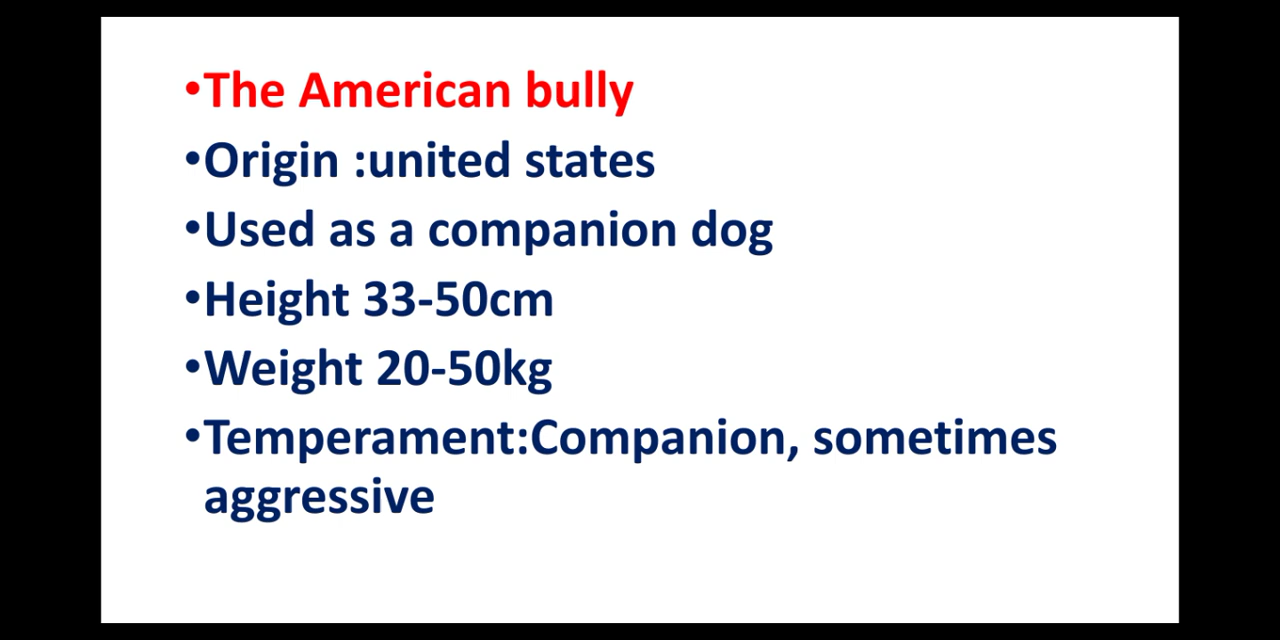 •The American bully
•Origin :united states
•Used as a companion dog
•Height 33-50cm
•Weight 20-50kg
•Temperament:Companion, sometimes
aggressive